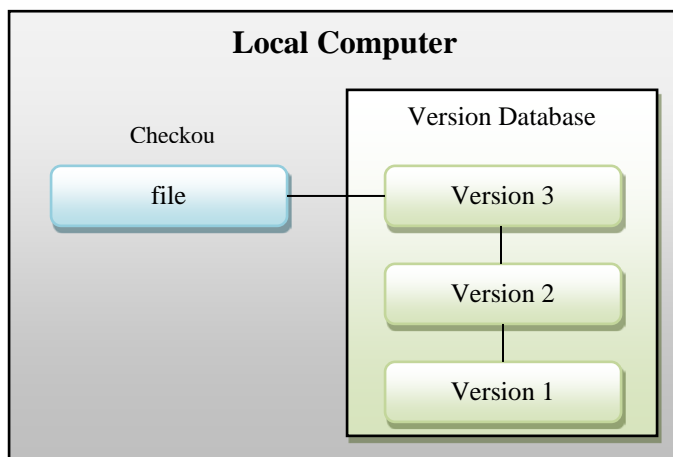 Local Computer
Checkou
file
Version Database
Version 3
Version 2
Version 1